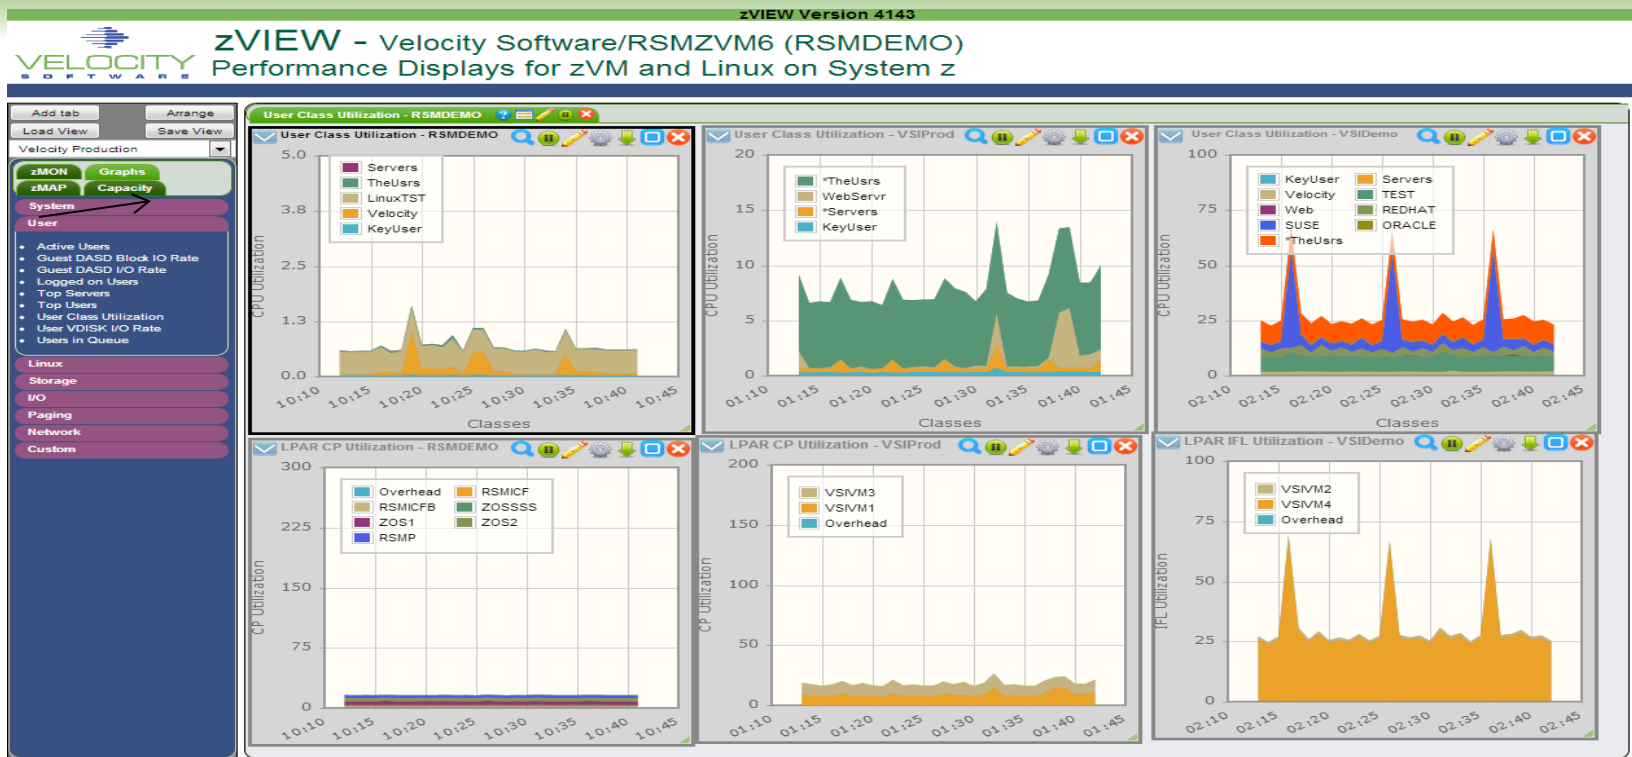 zVIEW Version 4143
VELOCITY
SOFTWARE
zVIEW - Velocity Software/RSMZVM6 (RSMDEMO)
Performance Displays for zVM and Linux on System z
Add tab
Arrange
Load View
Save View
Velocity Production
zMON
Graphs
zMAP
Capacity
System
User
Active Users
Guest DASD Block IO Rate
Guest DASD I/O Rate
Logged on Users
Top Servers
Top Users
User Class Utilization
User VDISK I/O Rate
Users in Queue
Linux
Storage
I/O
Paging
Network
Custom
User Class Utilization - RSMDEMO
User Class Utilization - RSMDEMO
5.0
3.8
2.5
1.3
0.0
CPU Utilization
Servers
TheUsrs
LinuxTST
Velocity
KeyUser
10:10
10:15
10:20
10:25
10:30
10:35
10:40
10:45
Classes
User Class Utilization - VSIProd
20
15
10
5
0
CPU Utilization
*TheUsrs
WebServr
*Servers
KeyUser
01:10
01:15
01:20
01:25
01:30
01:35
01:40
01:45
Classes
User Class Utilization - VSIDemo
100
75
50
25
0
CPU Utilization
KeyUser
Servers
Velocity
TEST
Web
REDHAT
SUSE
ORACLE
*TheUsrs
02:10
02:15
02:20
02:25
02:30
02:35
02:40
02:45
Classes
LPAR CP Utilization - RSMDEMO
300
225
150
75
0
CP Utilization
Overhead
RSMICF
RSMICFB
ZOSSSS
ZOS1
ZOS2
RSMP
10:10
10:15
10:20
10:25
10:30
10:35
10:40
10:45
LPAR CP Utilization - VSIProd
200
150
100
50
0
CP Utilization
VSIVM3
VSIVM1
Overhead
01:10
01:15
01:20
01:25
01:30
01:35
01:40
01:45
LPAR IFL Utilization - VSIDemo
100
75
50
25
0
IFL Utilization
VSIVM2
VSIVM4
Overhead
02:10
02:15
02:20
02:25
02:30
02:35
02:40
02:45